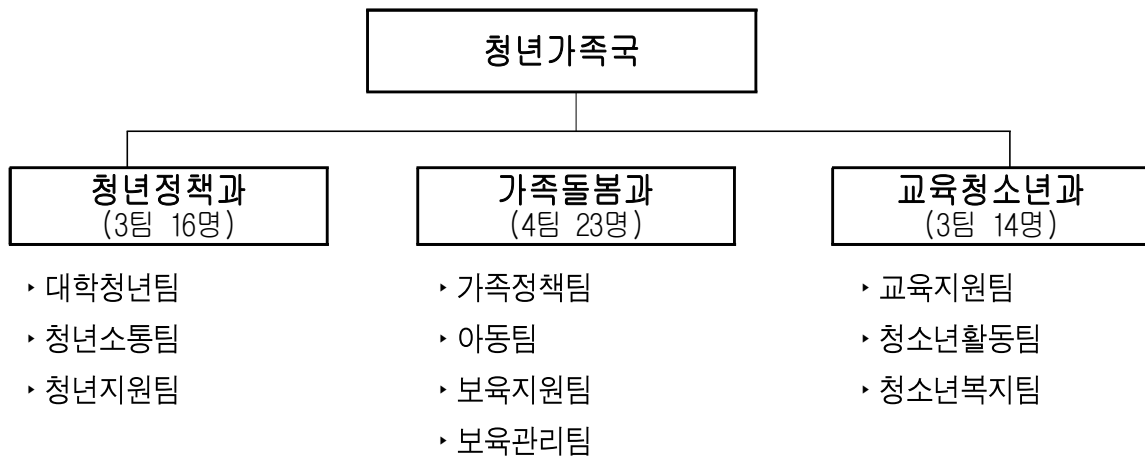 청년가족국
청년정책과
(3팀 16명)
‣ 대학청년팀
‣ 청년소통팀
‣ 청년지원팀
가족돌봄과
(4팀 23명)
‣ 가족정책팀
‣ 아동팀
‣ 보육지원팀
‣ 보육관리팀
교육청소년과
(3팀 14명)
‣ 교육지원팀
‣ 청소년활동팀
‣ 청소년복지팀